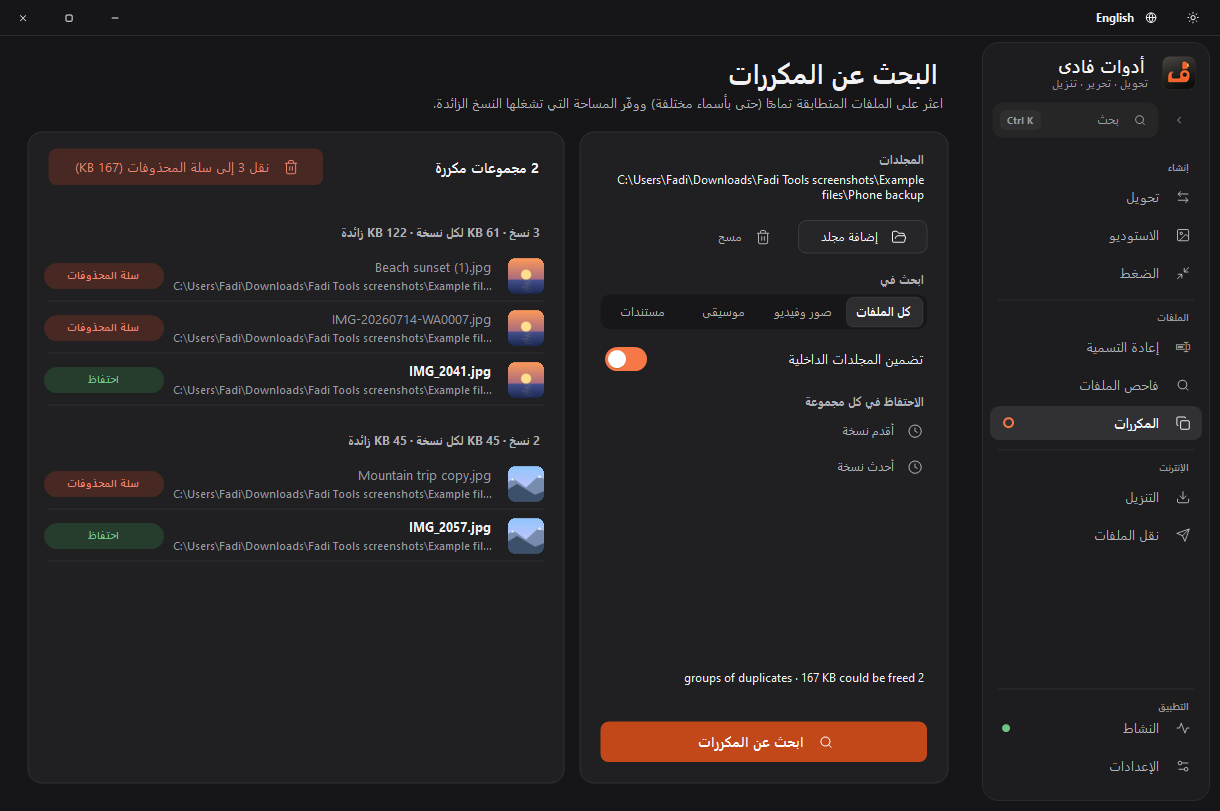 English
أدوات فادي
تحويل · تحرير · تنزيل
بحث
Ctrl K
إنشاء
تحويل
الاستوديو
الضغط
الملفات
إعادة التسمية
فاحص الملفات
المكررات
الإنترنت
التنزيل
نقل الملفات
التطبيق
النشاط
الإعدادات
البحث عن المكررات
اعثر على الملفات المتطابقة تمامًا (حتى بأسماء مختلفة) ووفّر المساحة التي تشغلها النسخ الزائدة.
المجلدات
C:\Users\Fadi\Downloads\Fadi Tools screenshots\Example
files\Phone backup
إضافة مجلد
مسح
ابحث في
كل الملفات
صور وفيديو
موسيقى
مستندات
تضمين المجلدات الداخلية
الاحتفاظ في كل مجموعة
أقدم نسخة
أحدث نسخة
groups of duplicates · 167 KB could be freed 2
ابحث عن المكررات
2 مجموعات مكررة
نقل 3 إلى سلة المحذوفات (167 KB)
3 نسخ · 61 KB لكل نسخة · 122 KB زائدة
Beach sunset (1).jpg
C:\Users\Fadi\Downloads\Fadi Tools screenshots\Example fil...
سلة المحذوفات
IMG-20260714-WA0007.jpg
C:\Users\Fadi\Downloads\Fadi Tools screenshots\Example fil...
سلة المحذوفات
IMG_2041.jpg
C:\Users\Fadi\Downloads\Fadi Tools screenshots\Example fil...
احتفاظ
2 نسخ · 45 KB لكل نسخة · 45 KB زائدة
Mountain trip copy.jpg
C:\Users\Fadi\Downloads\Fadi Tools screenshots\Example fil...
سلة المحذوفات
IMG_2057.jpg
C:\Users\Fadi\Downloads\Fadi Tools screenshots\Example fil...
احتفاظ